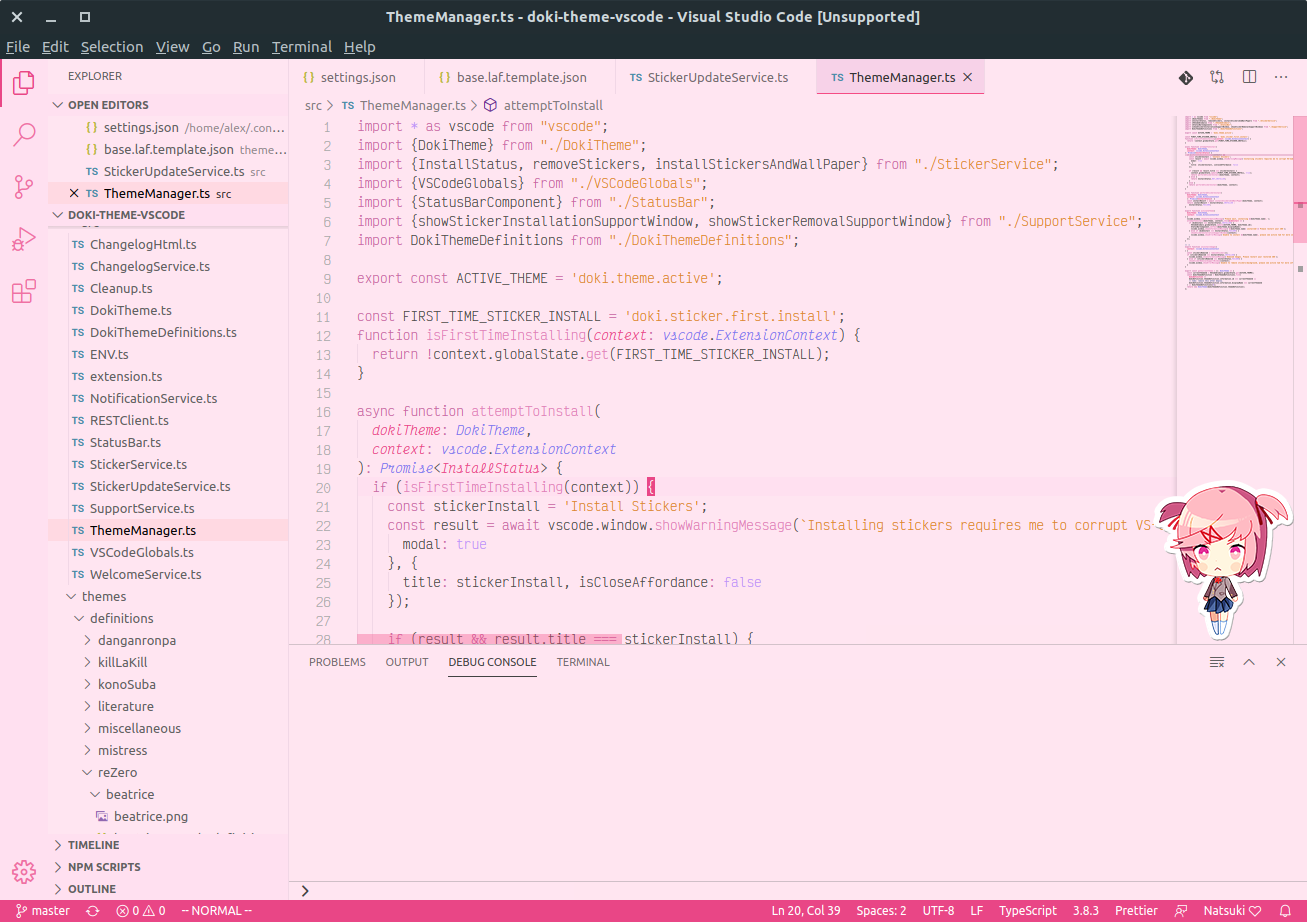 ThemeManager.ts - doki-theme-vscode - Visual Studio Code [Unsupported]
File Edit Selection View Go Run Terminal Help
EXPLORER
OPEN EDITORS
{} settings.json /home/alex/.con...
{} base.laf.template.json theme...
TS StickerUpdateService.ts src
TS ThemeManager.ts src
DOKI-THEME-VSCODE
TS ChangelogHtml.ts
TS ChangelogService.ts
TS Cleanup.ts
TS DokiTheme.ts
TS DokiThemeDefinitions.ts
TS ENV.ts
TS extension.ts
TS NotificationService.ts
TS RESTClient.ts
TS StatusBar.ts
TS StickerService.ts
TS StickerUpdateService.ts
TS SupportService.ts
TS ThemeManager.ts
TS VSCodeGlobals.ts
TS WelcomeService.ts
themes
definitions
danganronpa
killLaKill
konoSuba
literature
miscellaneous
mistress
reZero
beatrice
beatrice.png
TIMELINE
NPM SCRIPTS
OUTLINE
{} settings.json {} base.laf.template.json TS StickerUpdateService.ts TS ThemeManager.ts
src > TS ThemeManager.ts > attemptToInstall
1 import * as vscode from "vscode";
2 import {DokiTheme} from "./DokiTheme";
3 import {InstallStatus, removeStickers, installStickersAndWallPaper} from "./StickerService";
4 import {VSCodeGlobals} from "./VSCodeGlobals";
5 import {StatusBarComponent} from "./StatusBar";
6 import {showStickerInstallationSupportWindow, showStickerRemovalSupportWindow} from "./SupportService";
7 import DokiThemeDefinitions from "./DokiThemeDefinitions";
8
9 export const ACTIVE_THEME = 'doki.theme.active';
10
11 const FIRST_TIME_STICKER_INSTALL = 'doki.sticker.first.install';
12 function isFirstTimeInstalling(context: vscode.ExtensionContext) {
13 return !context.globalState.get(FIRST_TIME_STICKER_INSTALL);
14 }
15
16 async function attemptToInstall(
17 dokiTheme: DokiTheme,
18 context: vscode.ExtensionContext
19 ): Promise<InstallStatus> {
20 if (isFirstTimeInstalling(context)) {
21 const stickerInstall = 'Install Stickers';
22 const result = await vscode.window.showWarningMessage(`Installing stickers requires me to corrupt VS-
23 modal: true
24 }, {
25 title: stickerInstall, isCloseAffordance: false
26 });
27
28 if (result && result.title === stickerInstall) {
PROBLEMS OUTPUT DEBUG CONSOLE TERMINAL
master 0 0 -- NORMAL -- Ln 20, Col 39 Spaces: 2 UTF-8 LF TypeScript 3.8.3 Prettier Natsuki ♡